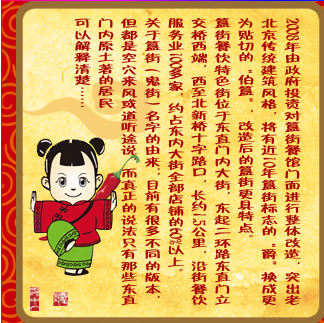 2008年由政府投资对簋街餐馆门面进行整体改造，突出老
北京传统建筑风格，将有近10年簋街标志的“爵”换成更
为贴切的“伯簋”，改造后的簋街更具特点
簋街餐饮特色街位于东直门内大街，东起二环路东直门立
交桥西端，西至北新桥十字路口，长约1.5公里，沿街餐饮
服务业100多家，约占东内大街全部店铺的90%以上。
关于簋街（鬼街）名字的由来，目前有很多不同的版本，
但都是空穴来风或道听途说，而真正的说法只有那些东直
门内原土著的居民
可以解释清楚……